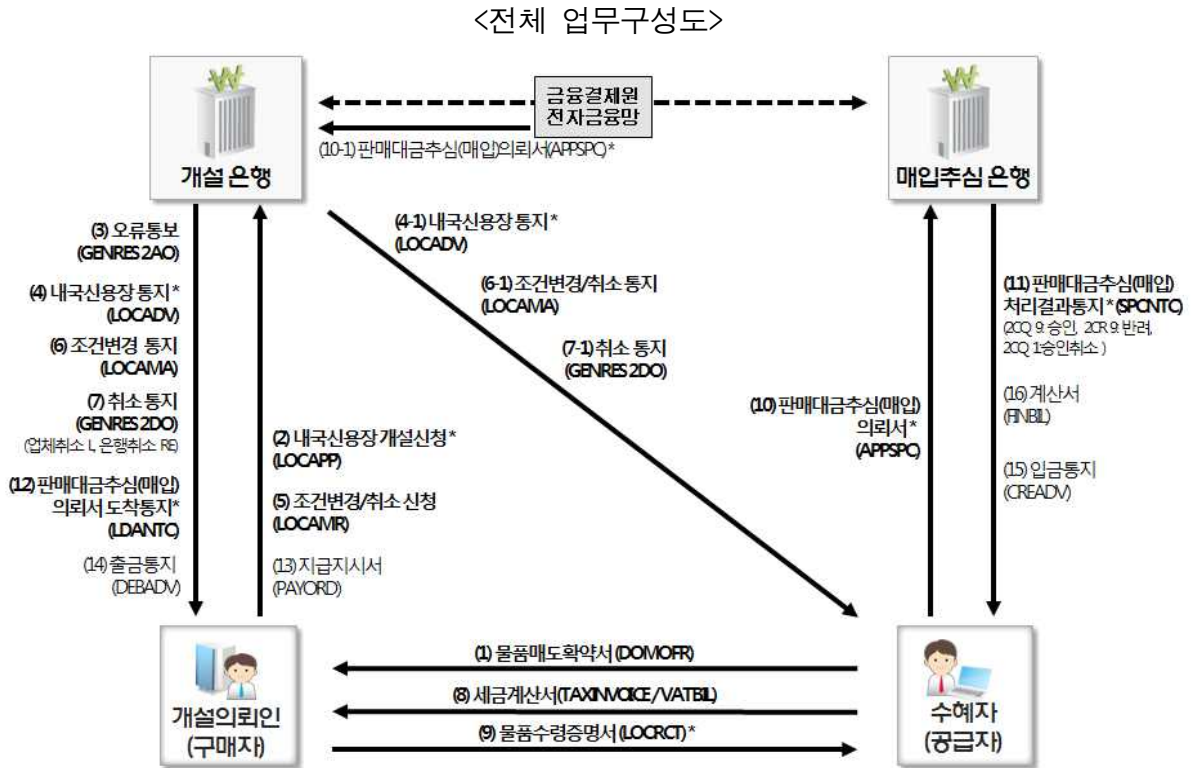 <전체 업무구성도>
금융결제원
전자금융망
(10-1) 판매대금추심(매입)의뢰서(APPSPC)*
개설 은행
매입추심 은행
(3) 오류통보
(GENRES 2AO)
(4) 내국신용장 통지*
(LOCADV)
(6) 조건변경 통지
(LOCAMA)
(7) 취소 통지
(GENRES 2DO)
(업체취소 I, 은행취소 RE)
(12) 판매대금추심(매입)
의뢰서 도착통지*
(LDANTC)
(14) 출금통지
(DEBADV)
(2) 내국신용장 개설신청*
(LOCAPP)
(5) 조건변경/취소 신청
(LOCAMR)
(13) 지급지시서
(PAYORD)
(4-1) 내국신용장 통지*
(LOCADV)
(6-1) 조건변경/취소 통지
(LOCAMA)
(7-1) 취소 통지
(GENRES 2DO)
(10) 판매대금추심(매입)
의뢰서*
(APPSPC)
(11) 판매대금추심(매입)
처리결과통지*(SPCNTC)
(2CQ 9: 승인, 2CR 9: 반려,
2CQ 1:승인취소)
(16) 계산서
(FINBIL)
(15) 입금통지
(CREADV)
(1) 물품매도확약서 (DOMOFR)
(8) 세금계산서(TAXINVOICE / VATBIL)
(9) 물품수령증명서 (LOCRCT)*
개설의뢰인
(구매자)
수혜자
(공급자)